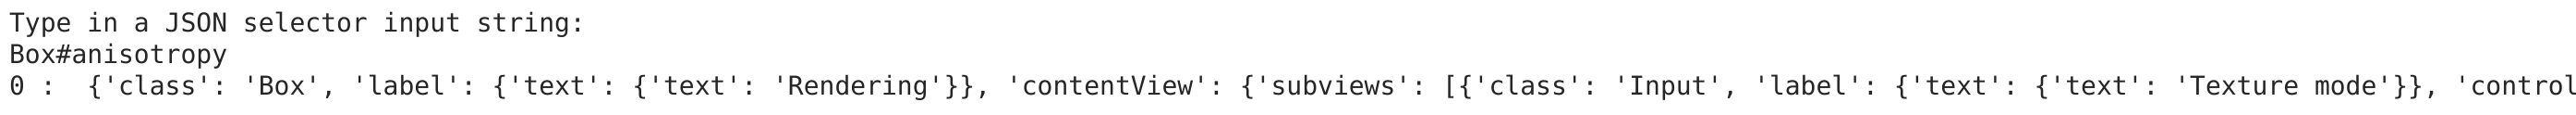 Type in a JSON selector input string:
Box#anisotropy
0 :  {'class': 'Box', 'label': {'text': {'text': 'Rendering'}}, 'contentView': {'subviews': [{'class': 'Input', 'label': {'text': {'text': 'Texture mode'}}, 'control